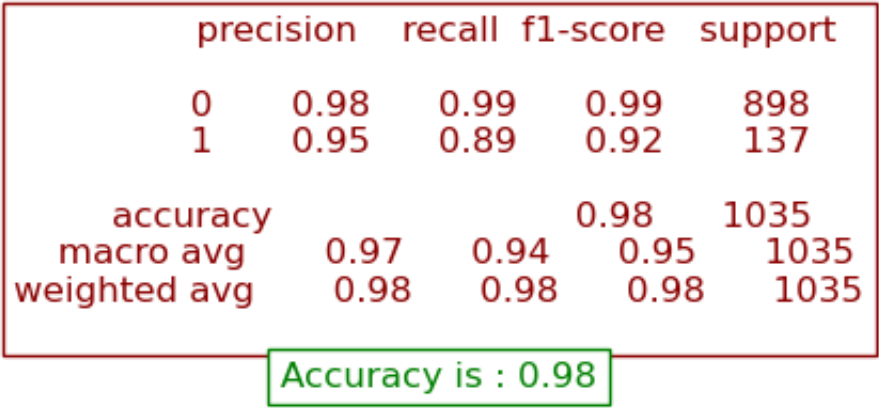 precision recall f1-score support
0 0.98 0.99 0.99 898
1 0.95 0.89 0.92 137
accuracy 0.98 1035
macro avg 0.97 0.94 0.95 1035
weighted avg 0.98 0.98 0.98 1035
Accuracy is : 0.98